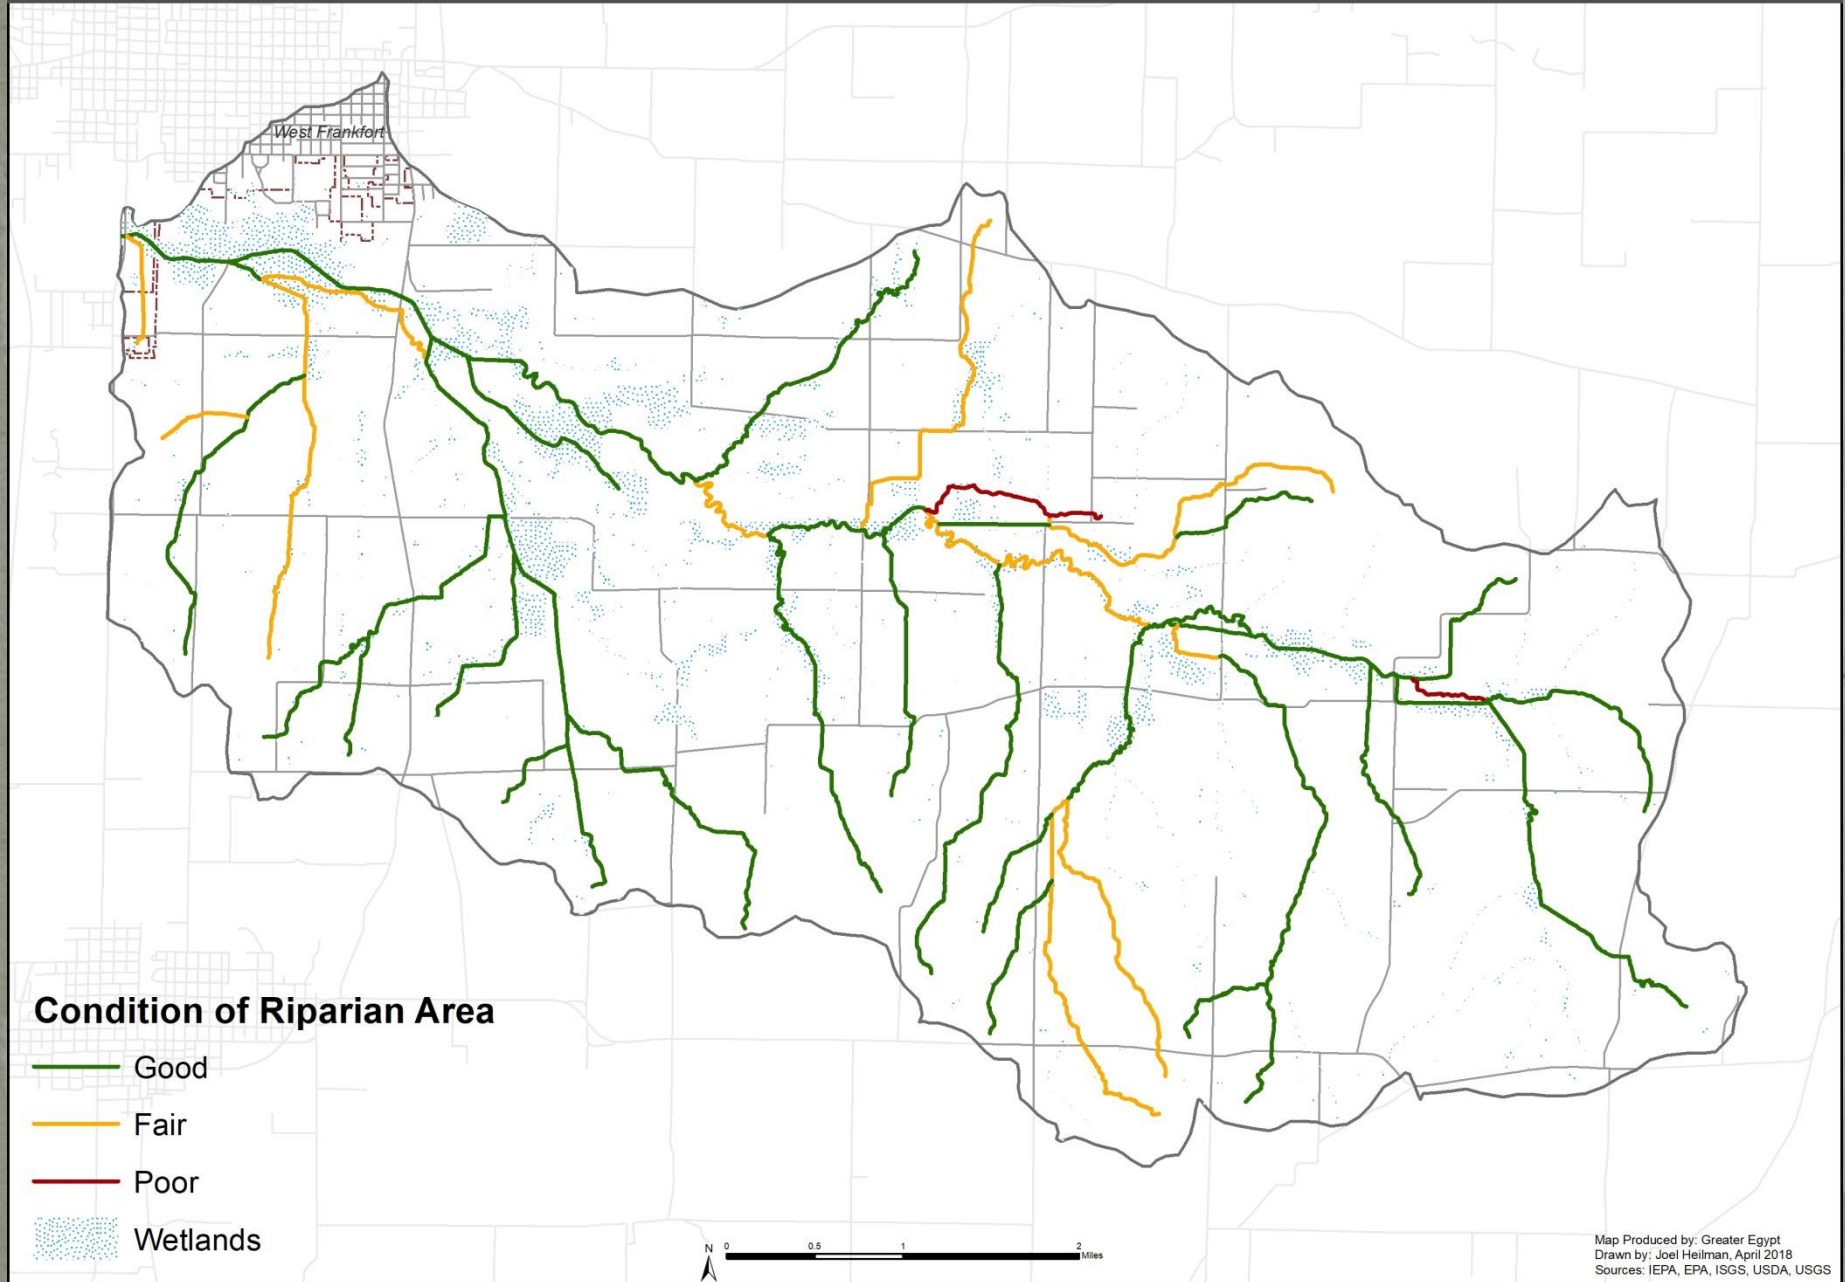 West Frankfort
Condition of Riparian Area
Good
Fair
Poor
Wetlands
N
0 0.5 1 2
Miles
Map Produced by: Greater Egypt
Drawn by: Joel Heilman, April 2018
Sources: IEPA, EPA, ISGS, USDA, USGS